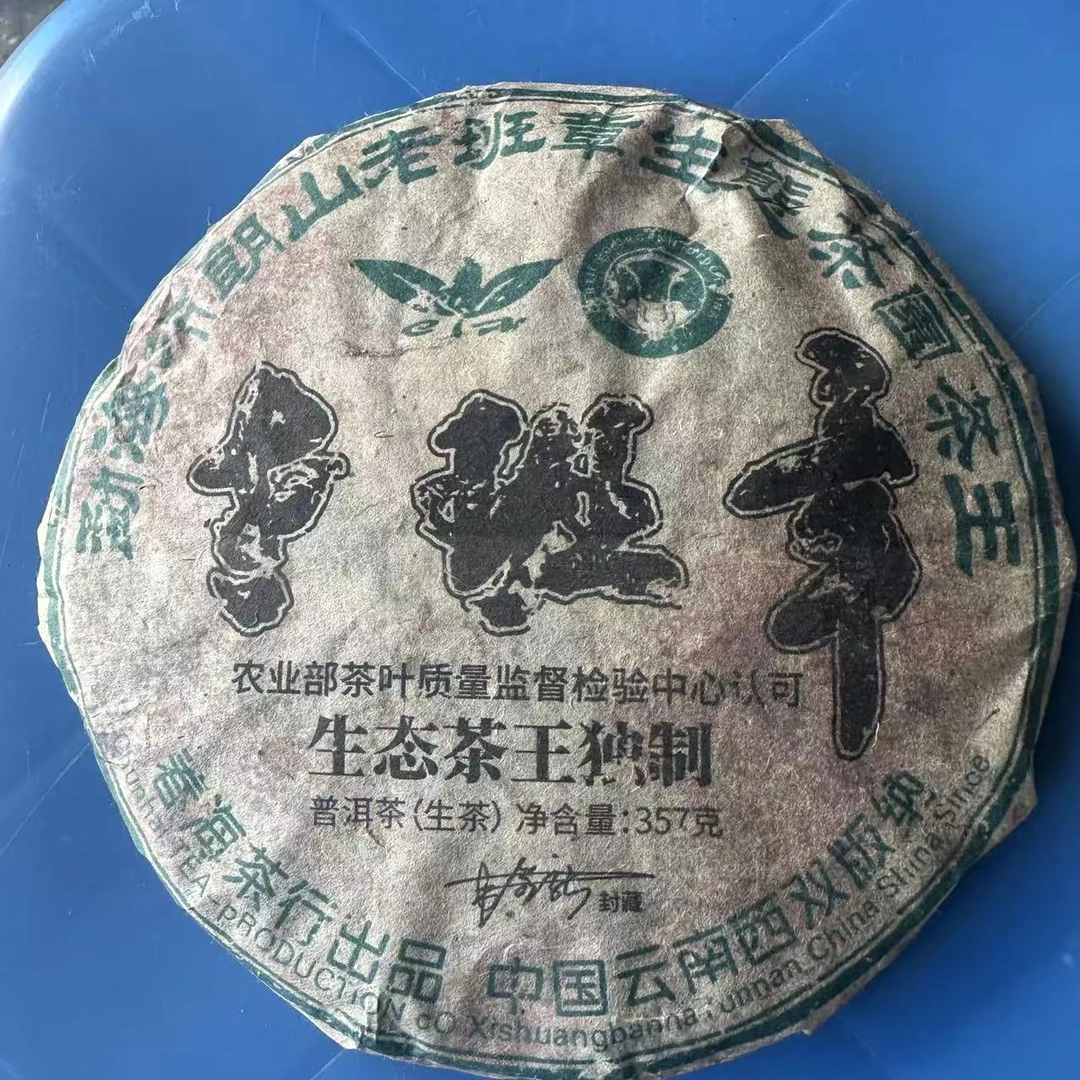 勐海布朗山老班章生態茶園茶王
老班章
农业部茶叶质量监督检验中心认可
生态茶王独制
普洱茶(生茶) 净含量:357克
封藏
春海茶行出品 中国云南西双版纳
TEA -pRODUCTION cO Xishuangbanna China Shina Since